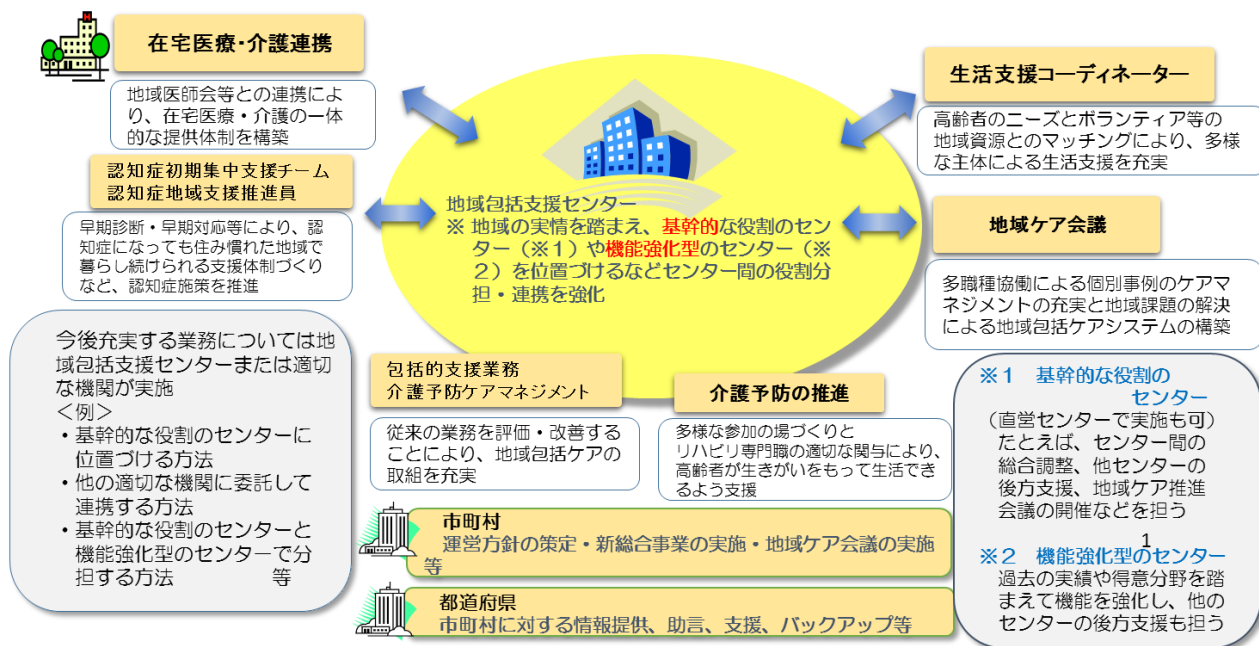 在宅医療・介護連携
地域医師会等との連携によ
り、在宅医療・介護の一体
的な提供体制を構築
認知症初期集中支援チーム
認知症地域支援推進員
早期診断・早期対応等により、認
知症になっても住み慣れた地域で
暮らし続けられる支援体制づくり
など、認知症施策を推進
今後充実する業務については地
域包括支援センターまたは適切
な機関が実施
＜例＞
・基幹的な役割のセンターに
位置づける方法
・他の適切な機関に委託して
連携する方法
・基幹的な役割のセンターと
機能強化型のセンターで分
担する方法　　　　　等
地域包括支援センター
※ 地域の実情を踏まえ、基幹的な役割のセン
ター（※１）や機能強化型のセンター（※
２）を位置づけるなどセンター間の役割分
担・連携を強化
包括的支援業務
介護予防ケアマネジメント
従来の業務を評価・改善する
ことにより、地域包括ケアの
取組を充実
介護予防の推進
多様な参加の場づくりと
リハビリ専門職の適切な関与により、
高齢者が生きがいをもって生活でき
るよう支援
生活支援コーディネーター
高齢者のニーズとボランティア等の
地域資源とのマッチングにより、多様
な主体による生活支援を充実
地域ケア会議
多職種協働による個別事例のケアマ
ネジメントの充実と地域課題の解決
による地域包括ケアシステムの構築
※１　基幹的な役割の
センター
（直営センターで実施も可）
たとえば、センター間の
総合調整、他センターの
後方支援、地域ケア推進
会議の開催などを担う
1
※２　機能強化型のセンター
過去の実績や得意分野を踏
まえて機能を強化し、他の
センターの後方支援も担う
市町村
運営方針の策定・新総合事業の実施・地域ケア会議の実施
等
都道府県
市町村に対する情報提供、助言、支援、バックアップ等